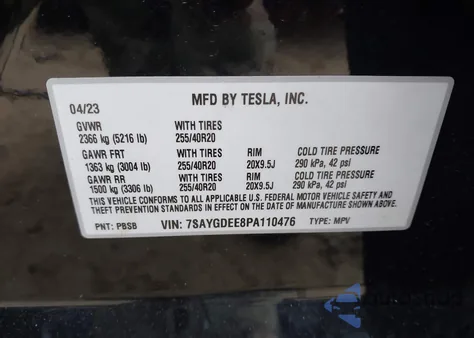 MFD BY TESLA, INC.
04/23
GVWR WITH TIRES
2366 kg (5216 lb) 255/40R20
GAWR FRT WITH TIRES RIM COLD TIRE PRESSURE
1363 kg (3004 lb) 255/40R20 20X9.5J 290 kPa, 42 psi
GAWR RR WITH TIRES RIM COLD TIRE PRESSURE
1500 kg (3306 lb) 255/40R20 20X9.5J 290 kPa, 42 psi
THIS VEHICLE CONFORMS TO ALL APPLICABLE U.S. FEDERAL MOTOR VEHICLE SAFETY AND
THEFT PREVENTION STANDARDS IN EFFECT ON THE DATE OF MANUFACTURE SHOWN ABOVE.
PNT: PBSB VIN: 7SAYGDEE8PA110476 TYPE: MPV